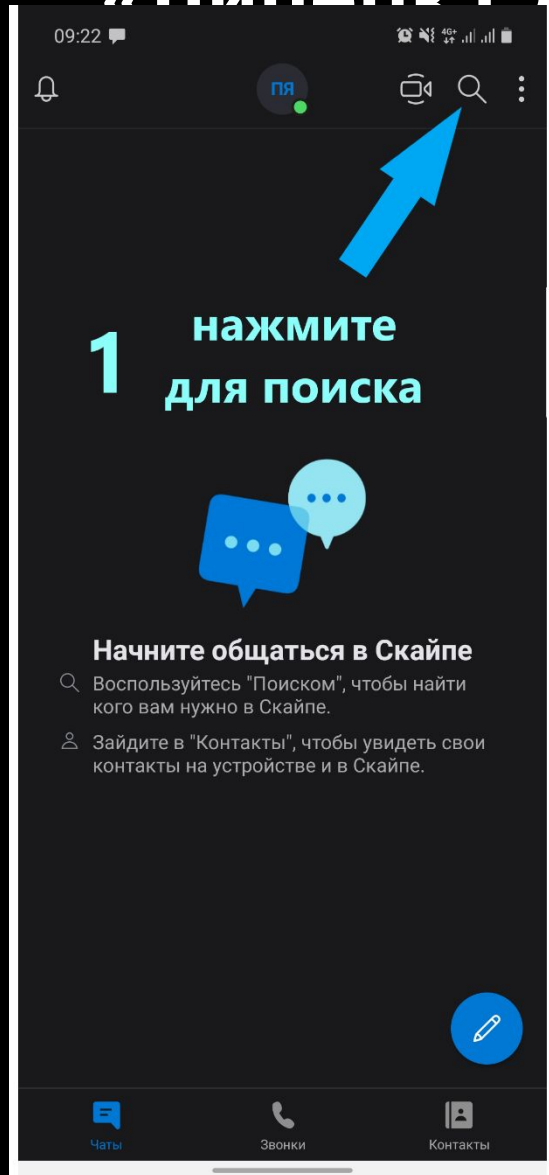 09:22
4G+
ПЯ
1
нажмите
для поиска
Начните общаться в Скайпе
Воспользуйтесь "Поиском", чтобы найти
кого вам нужно в Скайпе.
Зайдите в "Контакты", чтобы увидеть свои
контакты на устройстве и в Скайпе.
Чаты
Звонки
Контакты